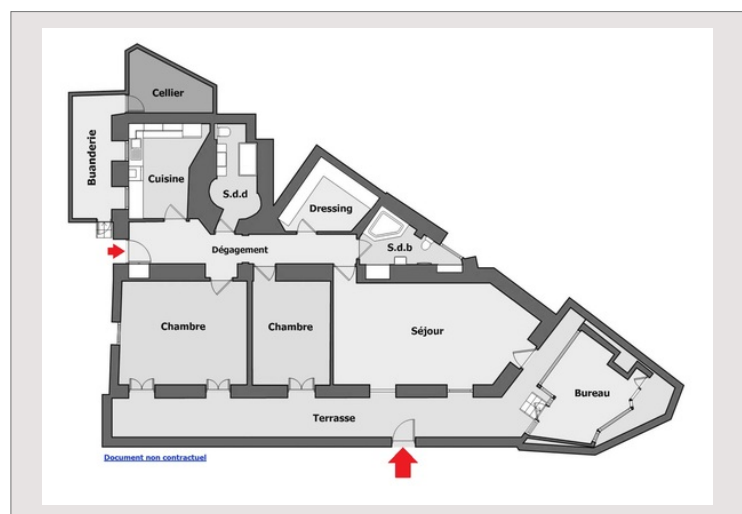 Cellier
Buanderie
Cuisine
S.d.d
Dressing
Dégagement
S.d.b
Chambre
Chambre
Séjour
Bureau
Terrasse
Document non contractuel